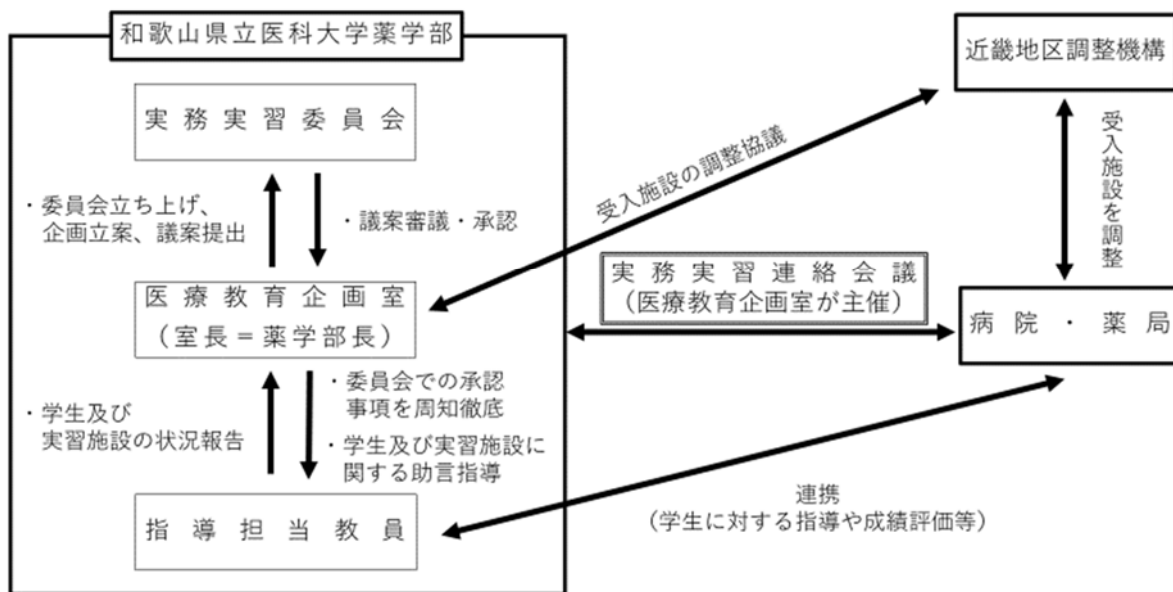 和歌山県立医科大学薬学部
実務実習委員会
・委員会立ち上げ、
企画立案、議案提出
・議案審議・承認
医療教育企画室
（室長＝薬学部長）
・学生及び
実習施設の状況報告
・委員会での承認
事項を周知徹底
・学生及び実習施設に
関する助言指導
指導担当教員
近畿地区調整機構
受入施設の調整協議
受入施設を調整
実務実習連絡会議
（医療教育企画室が主催）
病院・薬局
連携
（学生に対する指導や成績評価等）